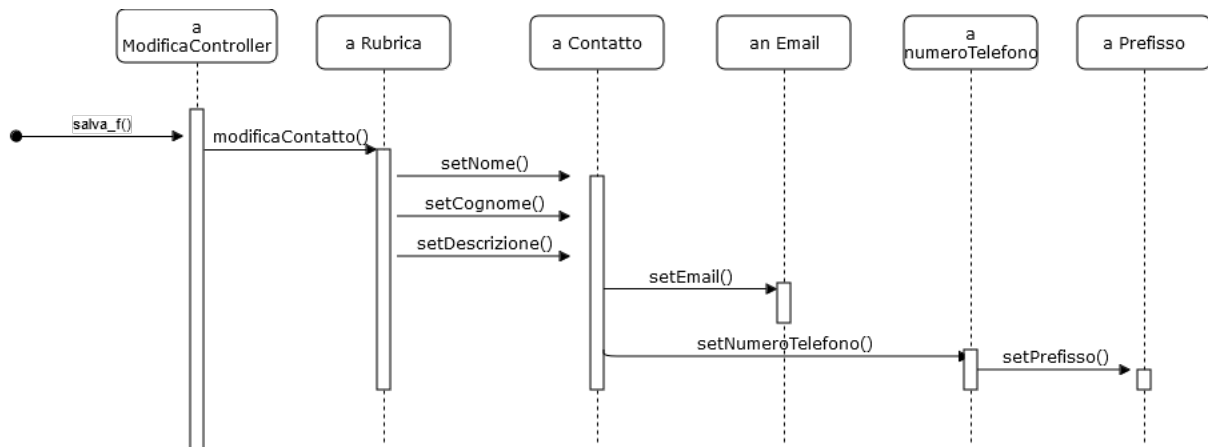 a
ModificaController
a Rubrica
a Contatto
an Email
a
numeroTelefono
a Prefisso
salva_f()
modificaContatto()
setNome()
setCognome()
setDescrizione()
setEmail()
setNumeroTelefono()
setPrefisso()